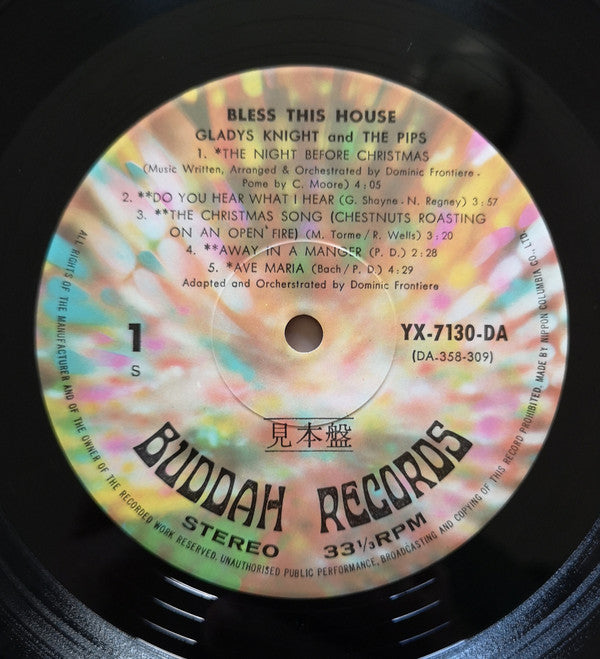 BLESS THIS HOUSE
GLADYS KNIGHT and THE PIPS
1. *THE NIGHT BEFORE CHRISTMAS
(Music Written, Arranged & Orchestrated by Dominic Frontiere-
Pome by C. Moore) 4:05
2. **DO YOU HEAR WHAT I HEAR (G. Shayne-N. Regney) 3:57
3. **THE CHRISTMAS SONG (CHESTNUTS ROASTING
ON AN OPEN FIRE) (M. Torme/R. Wells) 3:20
4. **AWAY IN A MANGER (P. D.) 2:28
5. *AVE MARIA (Bach/P. D.) 4:29
Adapted and Orcherstrated by Dominic Frontiere
1
S
YX-7130-DA
(DA-358-309)
見本盤
BUDDAH RECORDS
STEREO 33⅓RPM
ALL RIGHTS OF THE MANUFACTURER AND OF THE OWNER OF THE RECORDED WORK RESERVED. UNAUTHORISED PUBLIC PERFORMANCE, BROADCASTING AND COPYING OF THIS RECORD PROHIBITED. MADE BY NIPPON COLUMBIA CO., LTD.